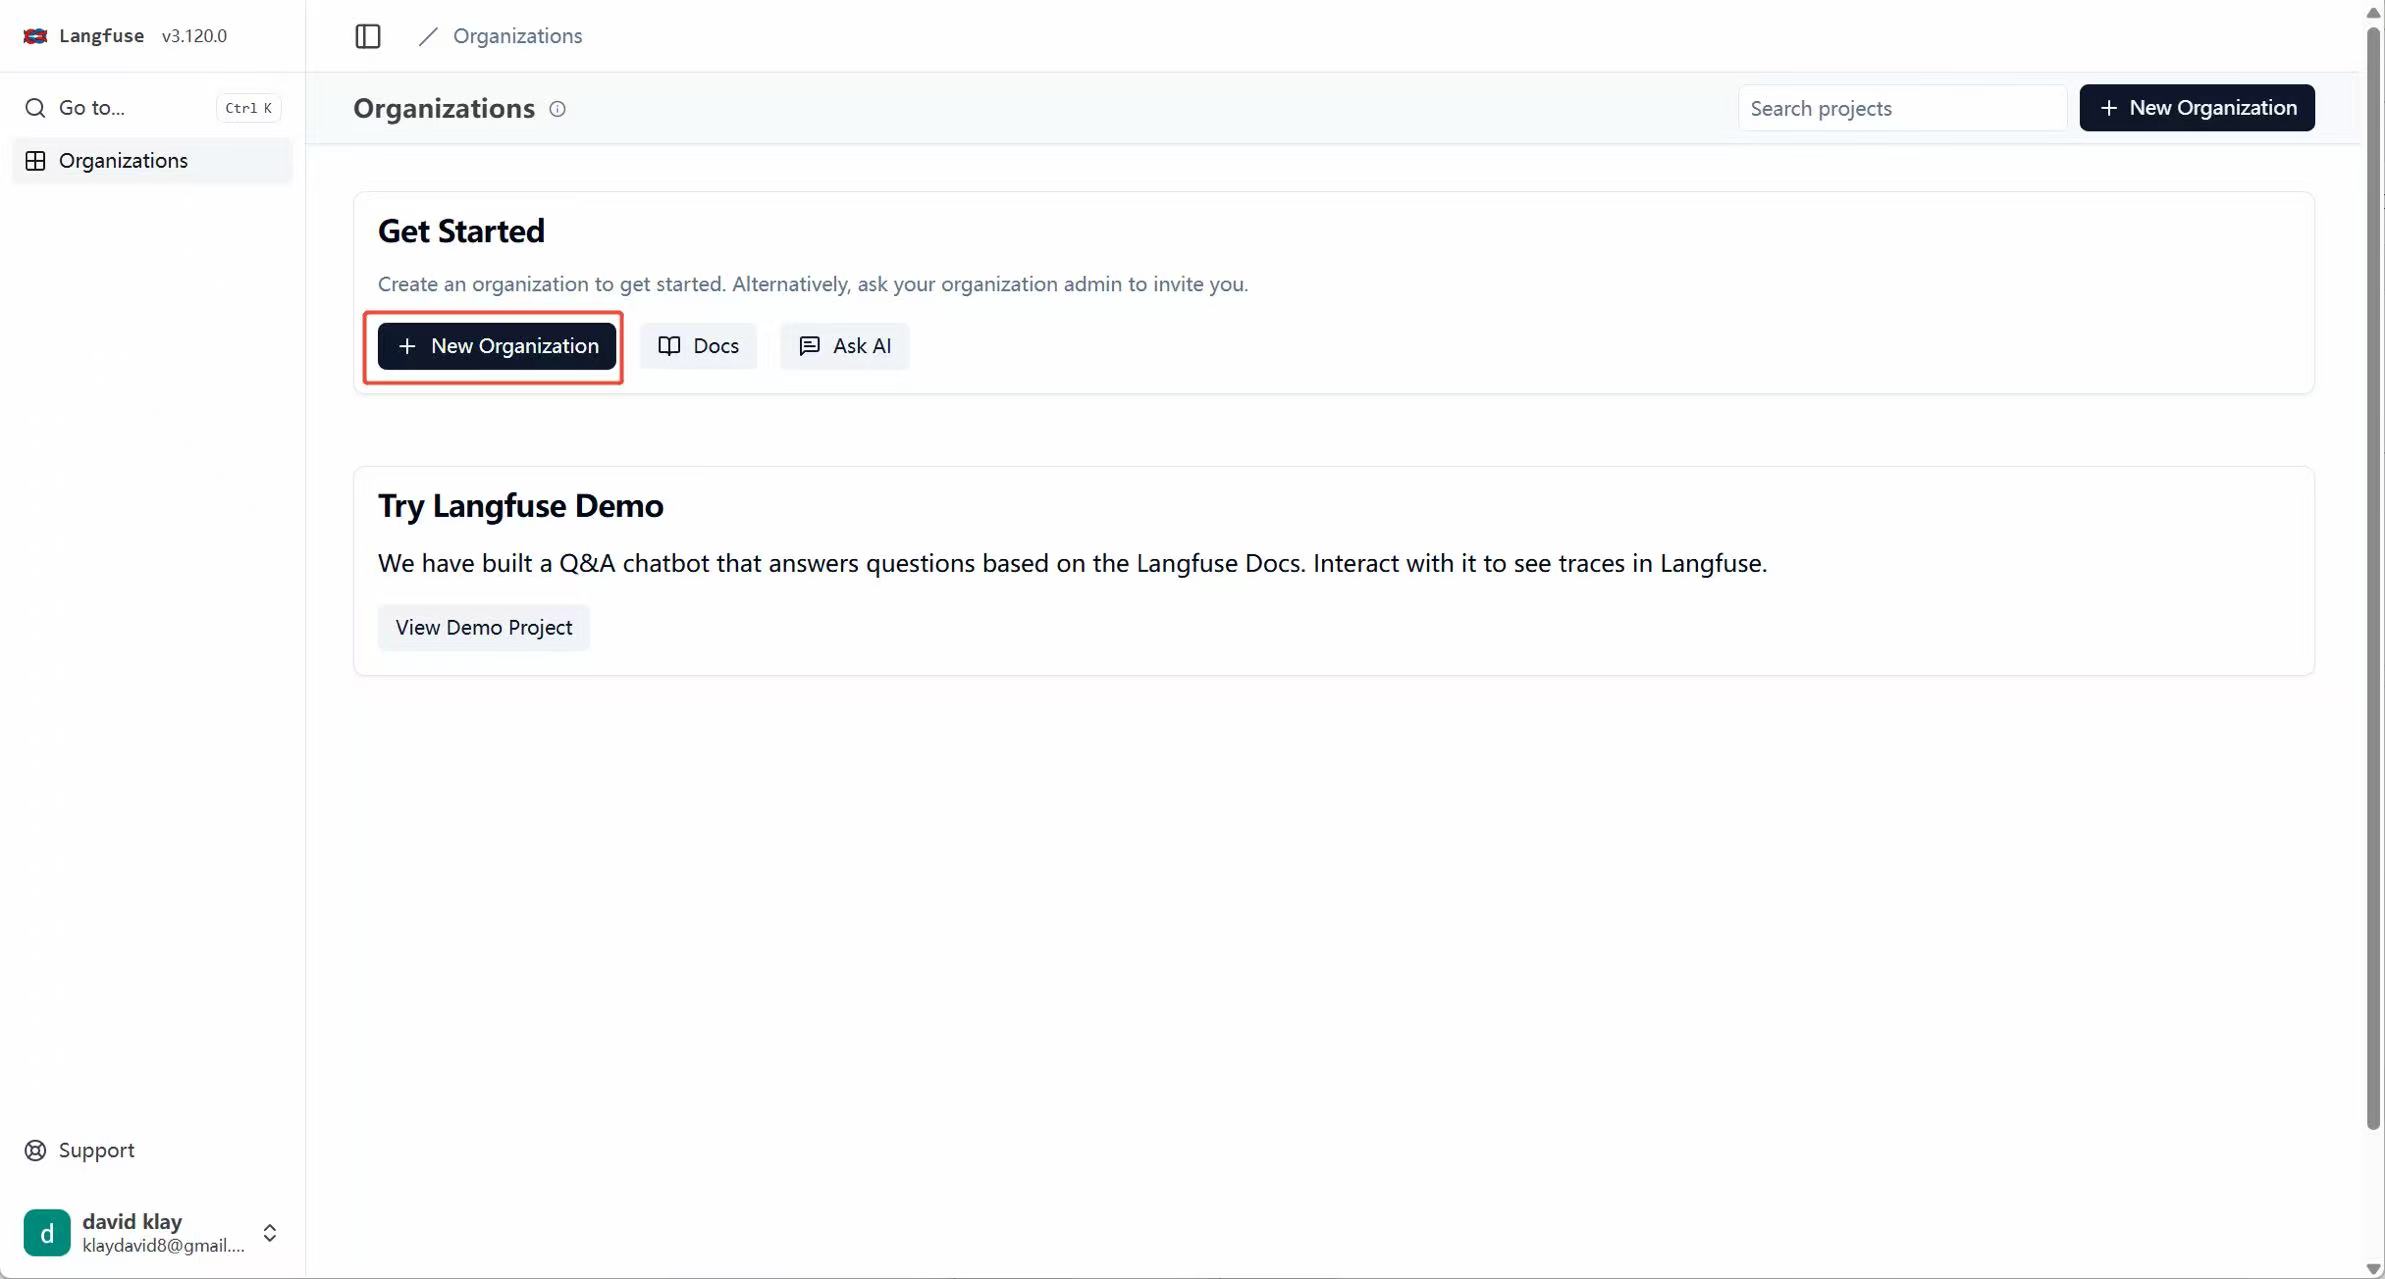 Langfuse v3.120.0
Go to... Ctrl K
Organizations
Organizations
Organizations
Search projects
New Organization
Get Started
Create an organization to get started. Alternatively, ask your organization admin to invite you.
New Organization Docs Ask AI
Try Langfuse Demo
We have built a Q&A chatbot that answers questions based on the Langfuse Docs. Interact with it to see traces in Langfuse.
View Demo Project
Support
d
david klay
klaydavid8@gmail....